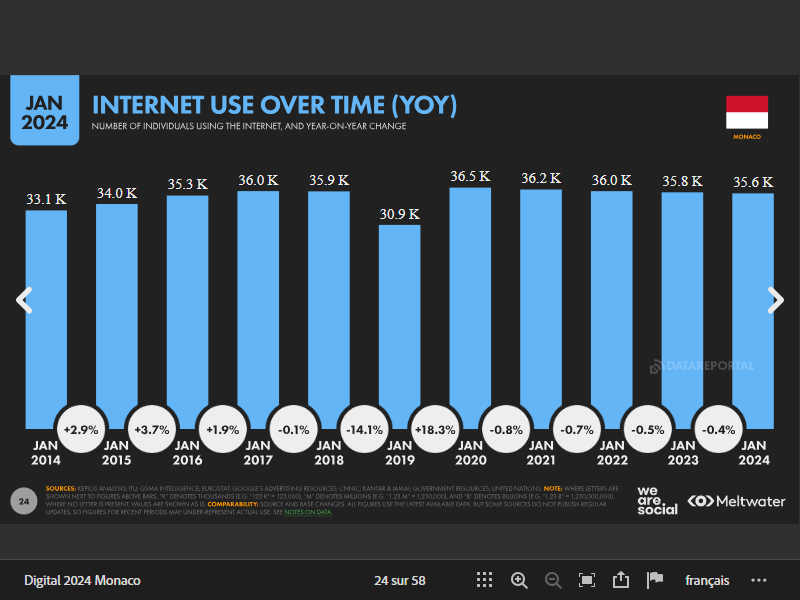 JAN
2024
INTERNET USE OVER TIME (YOY)
NUMBER OF INDIVIDUALS USING THE INTERNET, AND YEAR-ON-YEAR CHANGE
MONACO
33.1 K
34.0 K
35.3 K
36.0 K
35.9 K
30.9 K
36.5 K
36.2 K
36.0 K
35.8 K
35.6 K
DATAREPORTAL
+2.9%
+3.7%
+1.9%
-0.1%
-14.1%
+18.3%
-0.8%
-0.7%
-0.5%
-0.4%
JAN
2014
JAN
2015
JAN
2016
JAN
2017
JAN
2018
JAN
2019
JAN
2020
JAN
2021
JAN
2022
JAN
2023
JAN
2024
24
SOURCES: KEPIOS ANALYSIS; ITU; GSMA INTELLIGENCE; EUROSTAT; GOOGLE'S ADVERTISING RESOURCES; CNNIC; KANTAR & IAMAI; GOVERNMENT RESOURCES; UNITED NATIONS. NOTE: WHERE LETTERS ARE
SHOWN NEXT TO FIGURES ABOVE BARS, "K" DENOTES THOUSANDS (E.G. "123 K" = 123,000), "M" DENOTES MILLIONS (E.G. "1.23 M" = 1,230,000), AND "B" DENOTES BILLIONS (E.G. "1.23 B" = 1,230,000,000).
WHERE NO LETTER IS PRESENT, VALUES ARE SHOWN AS IS. COMPARABILITY: SOURCE AND BASE CHANGES. ALL FIGURES USE THE LATEST AVAILABLE DATA, BUT SOME SOURCES DO NOT PUBLISH REGULAR
UPDATES, SO FIGURES FOR RECENT PERIODS MAY UNDER-REPRESENT ACTUAL USE. SEE NOTES ON DATA.
we
are.
social
Meltwater
Digital 2024 Monaco
24 sur 58
français